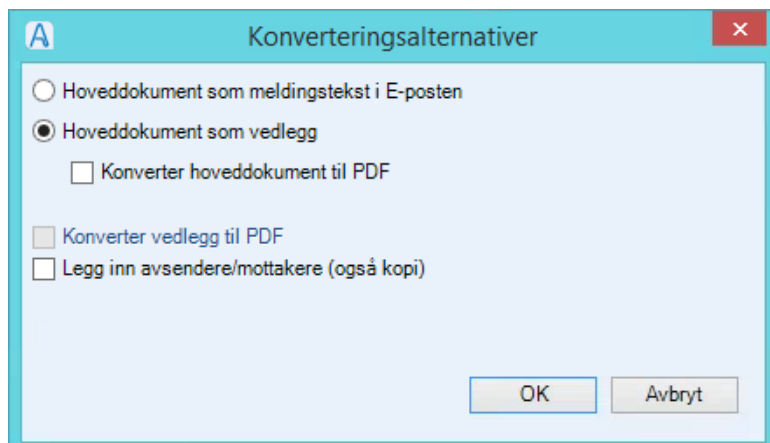 Konverteringsalternativer
Hoveddokument som meldingstekst i E-posten
Hoveddokument som vedlegg
Konverter hoveddokument til PDF
Konverter vedlegg til PDF
Legg inn avsendere/mottakere (også kopi)
OK Avbryt